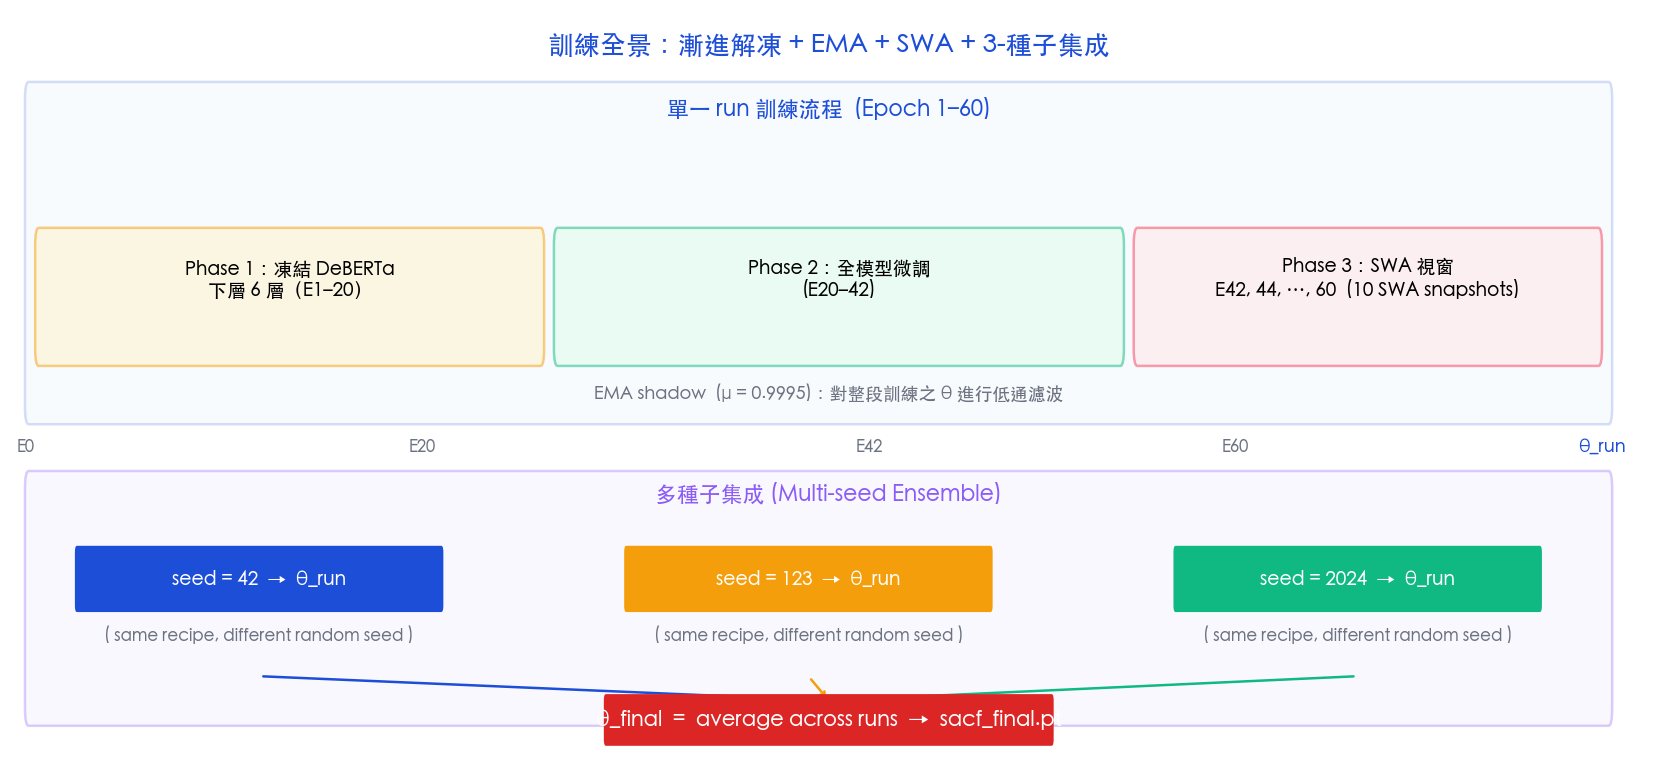 訓練全景：漸進解凍 + EMA + SWA + 3-種子集成
單一 run 訓練流程 (Epoch 1–60)
Phase 1：凍結 DeBERTa
下層 6 層 (E1–20)
Phase 2：全模型微調
(E20–42)
Phase 3：SWA 視窗
E42, 44, ⋯, 60 (10 SWA snapshots)
EMA shadow (μ = 0.9995)：對整段訓練之 θ 進行低通濾波
E0
E20
E42
E60
θ_run
多種子集成 (Multi-seed Ensemble)
seed = 42 → θ_run
seed = 123 → θ_run
seed = 2024 → θ_run
( same recipe, different random seed )
( same recipe, different random seed )
( same recipe, different random seed )
θ_final = average across runs → sacf_final.p